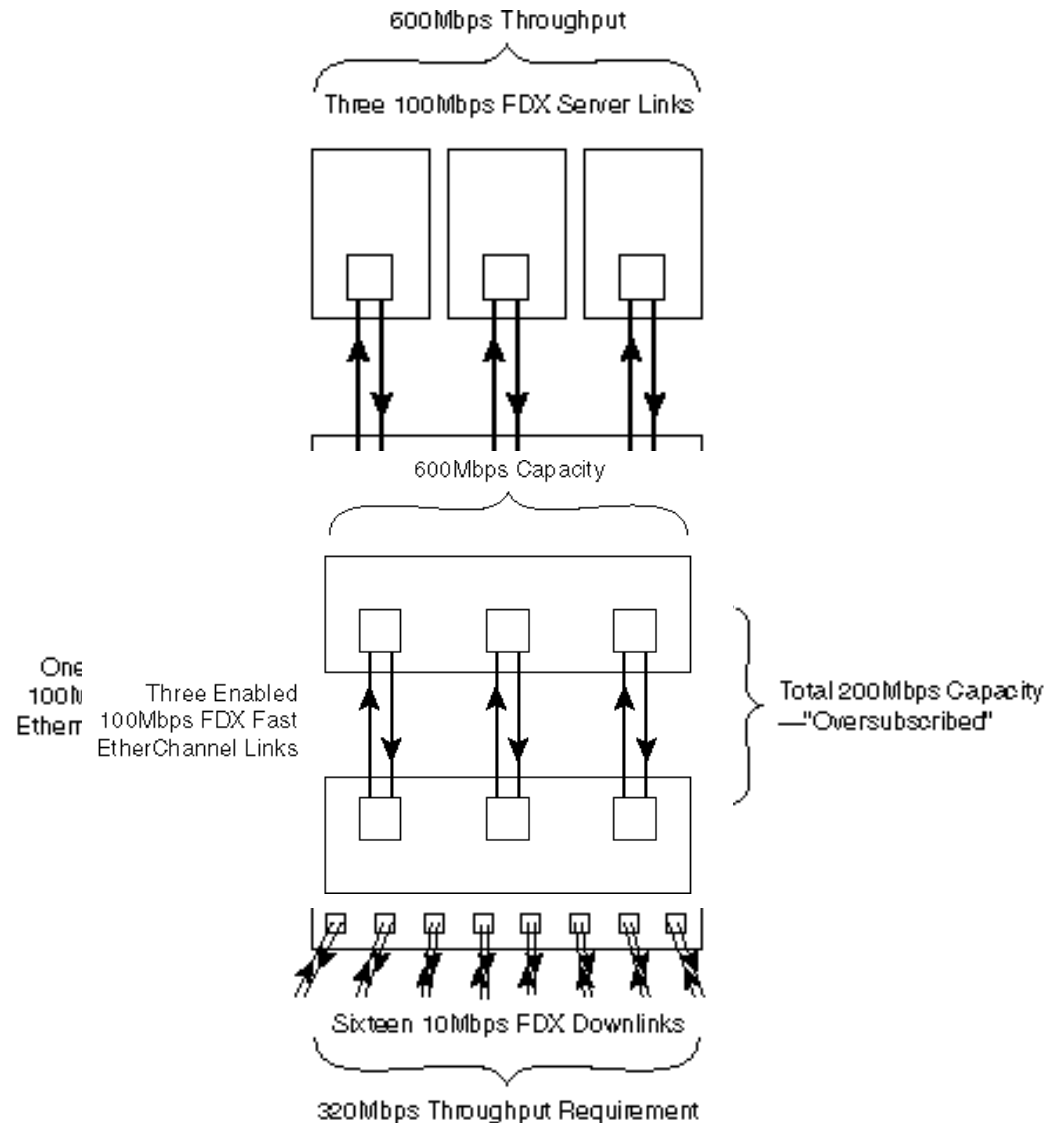 600Mbps Throughput
Three 100Mbps FDX Server Links
600Mbps Capacity
One
Three Enabled
100Mbps FDX Fast
EtherChannel Links
Total 200Mbps Capacity
—"Oversubscribed"
Sixteen 10Mbps FDX Downlinks
320Mbps Throughput Requirement